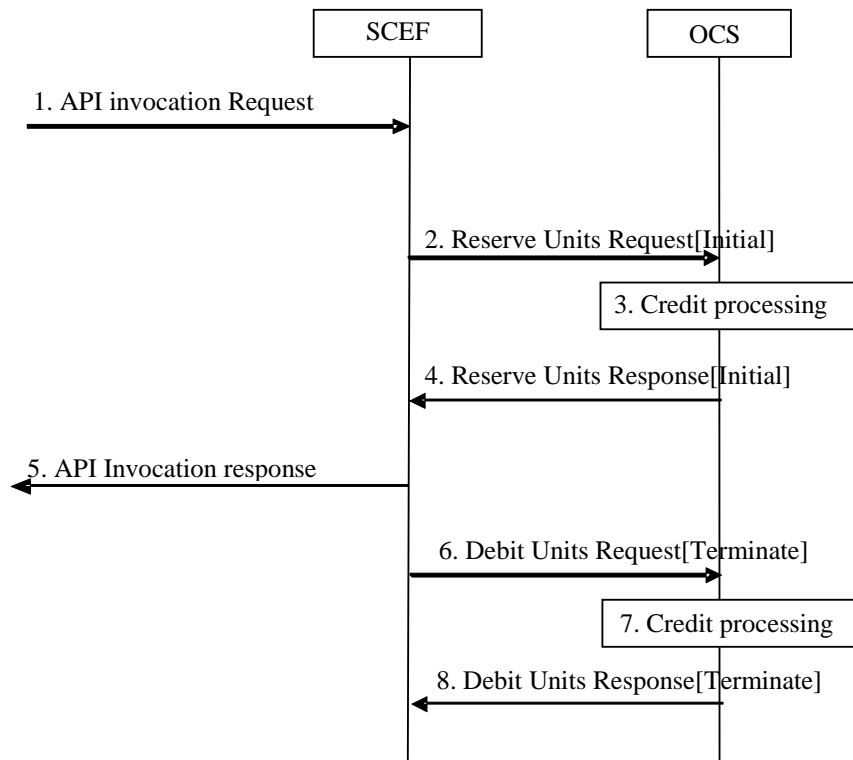 SCEF
OCS
1. API invocation Request
2. Reserve Units Request[Initial]
3. Credit processing
4. Reserve Units Response[Initial]
5. API Invocation response
6. Debit Units Request[Terminate]
7. Credit processing
8. Debit Units Response[Terminate]